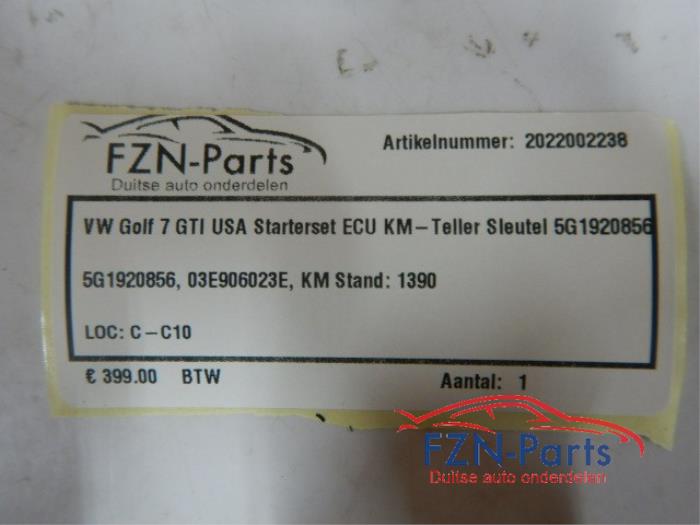 FZN-Parts
Duitse auto onderdelen
Artikelnummer: 2022002238
VW Golf 7 GTI USA Starterset ECU KM-Teller Sleutel 5G1920856
5G1920856, 03E906023E, KM Stand: 1390
LOC: C-C10
€ 399.00 BTW
Aantal: 1
FZN-Parts
Duitse auto onderdelen